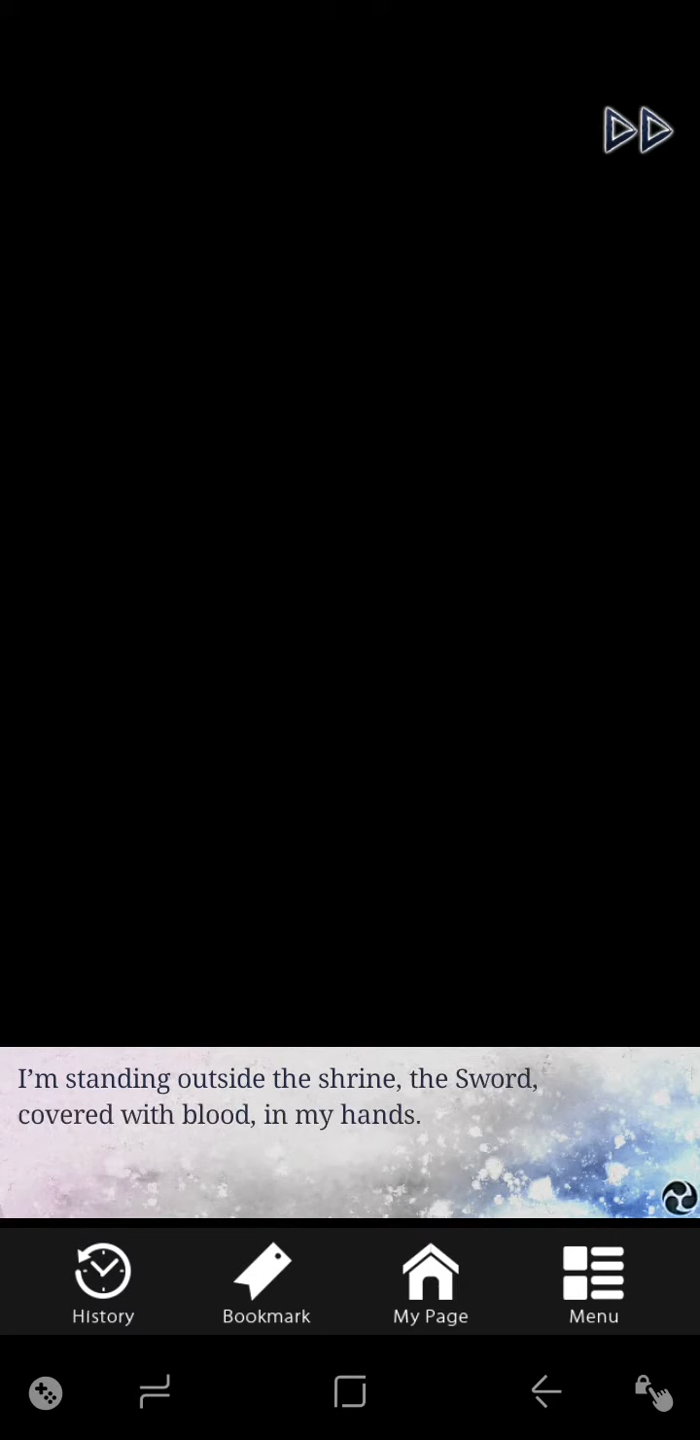 I’m standing outside the shrine, the Sword,
covered with blood, in my hands.
History
Bookmark
My Page
Menu